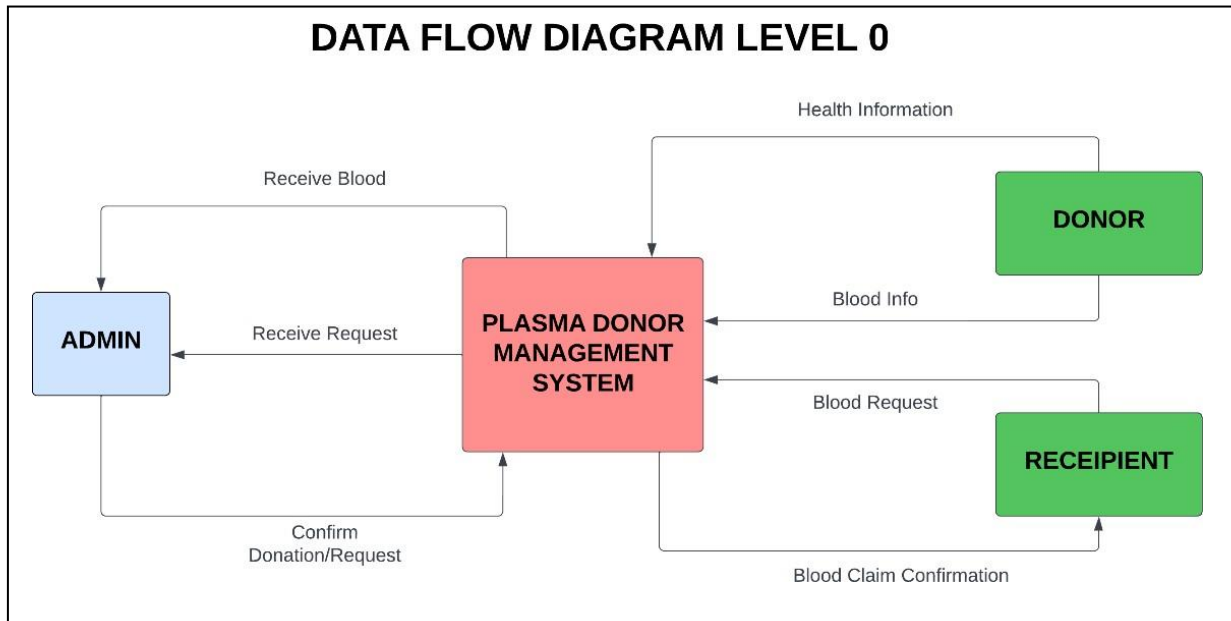 DATA FLOW DIAGRAM LEVEL 0
Health Information
Receive Blood
DONOR
Blood Info
ADMIN
Receive Request
PLASMA DONOR
MANAGEMENT
SYSTEM
Blood Request
RECEIPIENT
Confirm
Donation/Request
Blood Claim Confirmation